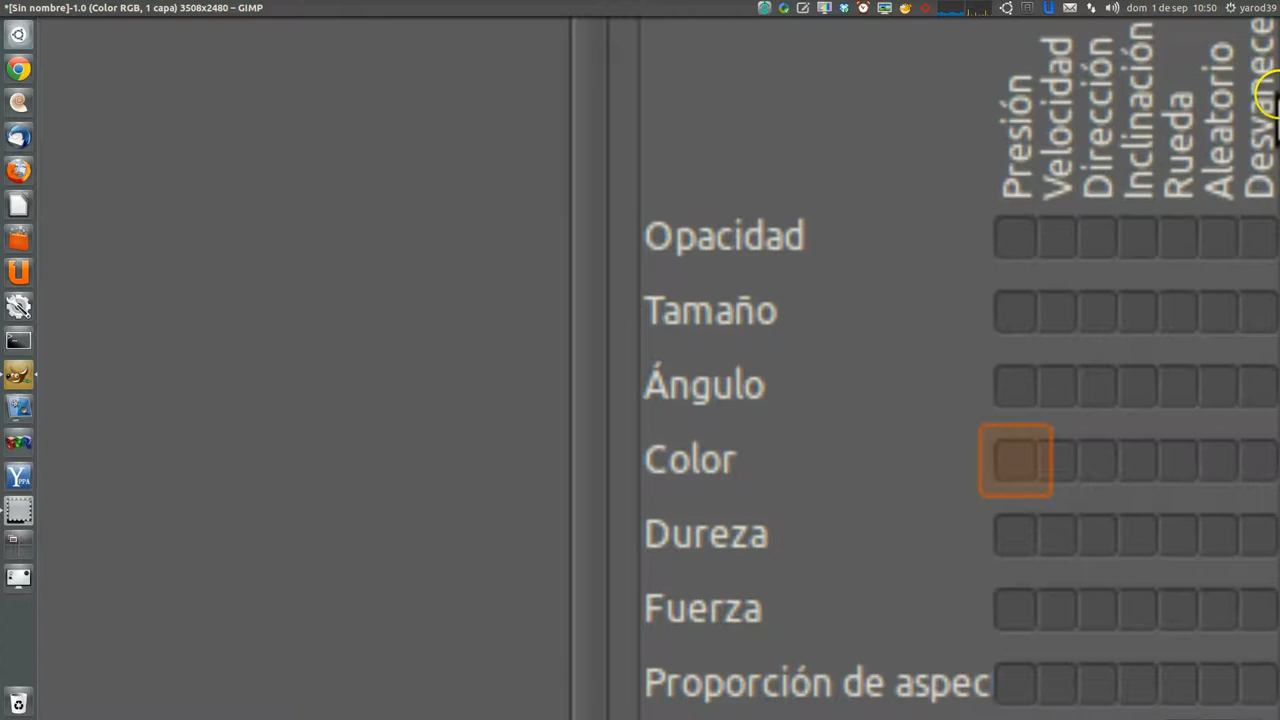 *[Sin nombre]-1.0 (Color RGB, 1 capa) 3508x2480 – GIMP
dom 1 de sep 10:50 yarod39
Presión
Velocidad
Dirección
Inclinación
Rueda
Aleatorio
Desvanece
Opacidad
Tamaño
Ángulo
Color
Dureza
Fuerza
Proporción de aspec